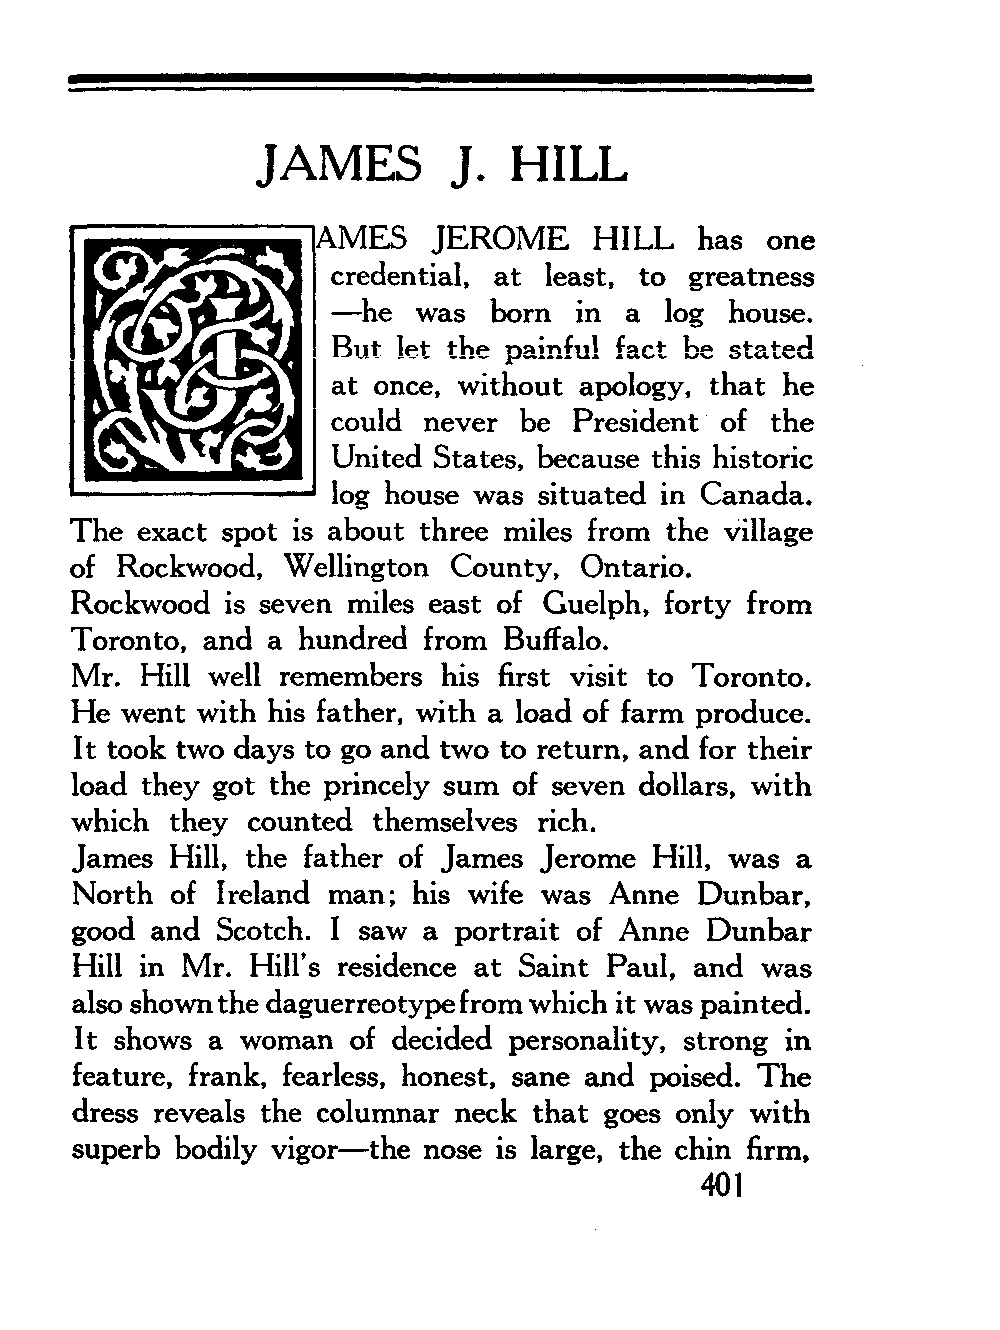 JAMES J. HILL
JAMES JEROME HILL has one
credential, at least, to greatness
—he was born in a log house.
But let the painful fact be stated
at once, without apology, that he
could never be President of the
United States, because this historic
log house was situated in Canada.
The exact spot is about three miles from the village
of Rockwood, Wellington County, Ontario.
Rockwood is seven miles east of Guelph, forty from
Toronto, and a hundred from Buffalo.
Mr. Hill well remembers his first visit to Toronto.
He went with his father, with a load of farm produce.
It took two days to go and two to return, and for their
load they got the princely sum of seven dollars, with
which they counted themselves rich.
James Hill, the father of James Jerome Hill, was a
North of Ireland man; his wife was Anne Dunbar,
good and Scotch. I saw a portrait of Anne Dunbar
Hill in Mr. Hill's residence at Saint Paul, and was
also shown the daguerreotype from which it was painted.
It shows a woman of decided personality, strong in
feature, frank, fearless, honest, sane and poised. The
dress reveals the columnar neck that goes only with
superb bodily vigor—the nose is large, the chin firm,
401